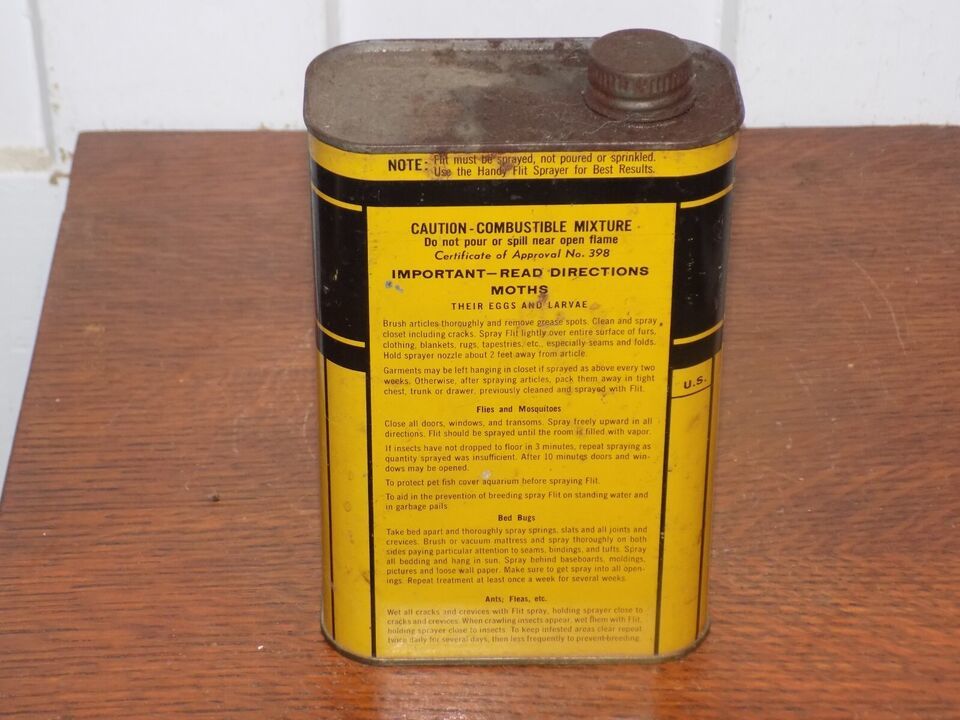 NOTE: Flit must be sprayed, not poured or sprinkled.
Use the Handy Flit Sprayer for Best Results.
CAUTION-COMBUSTIBLE MIXTURE
Do not pour or spill near open flame
Certificate of Approval No. 398
IMPORTANT—READ DIRECTIONS
MOTHS
THEIR EGGS AND LARVAE
Brush articles thoroughly and remove grease spots. Clean and spray
closet including cracks. Spray Flit lightly over entire surface of furs,
clothing, blankets, rugs, tapestries, etc., especially seams and folds.
Hold sprayer nozzle about 2 feet away from article.
Garments may be left hanging in closet if sprayed as above every two
weeks. Otherwise, after spraying articles, pack them away in tight
chest, trunk or drawer, previously cleaned and sprayed with Flit.
Flies and Mosquitoes
Close all doors, windows, and transoms. Spray freely upward in all
directions. Flit should be sprayed until the room is filled with vapor.
If insects have not dropped to floor in 3 minutes, repeat spraying as
quantity sprayed was insufficient. After 10 minutes doors and win-
dows may be opened.
To protect pet fish cover aquarium before spraying Flit.
To aid in the prevention of breeding spray Flit on standing water and
in garbage pails
Bed Bugs
Take bed apart and thoroughly spray springs, slats and all joints and
crevices. Brush or vacuum mattress and spray thoroughly on both
sides paying particular attention to seams, bindings, and tufts. Spray
all bedding and hang in sun. Spray behind baseboards, moldings,
pictures and loose wall paper. Make sure to get spray into all open-
ings. Repeat treatment at least once a week for several weeks.
Ants, Fleas, etc.
Wet all cracks and crevices with Flit spray, holding sprayer close to
cracks and crevices. When crawling insects appear, wet them with Flit,
holding sprayer close to insects. To keep infested areas clear repeat
twice daily for several days, then less frequently to prevent breeding.
U.S.